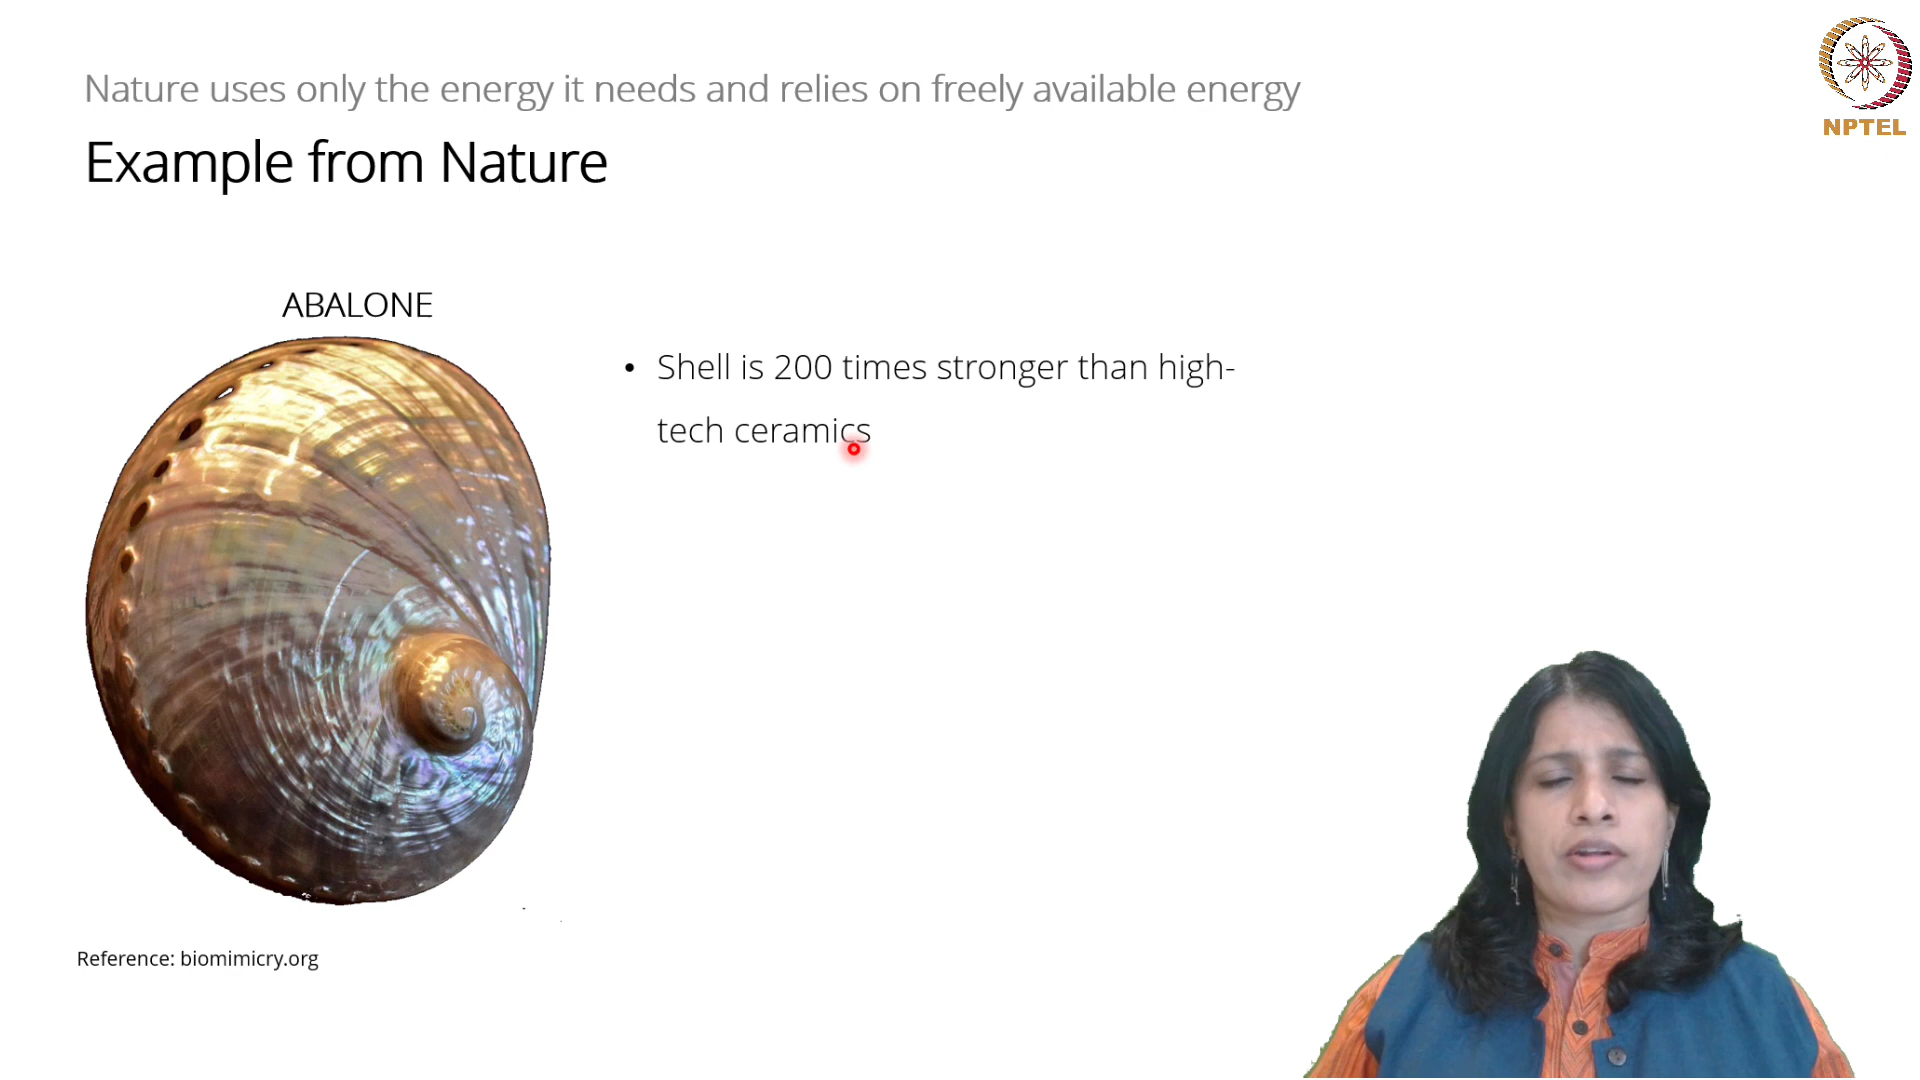 Nature uses only the energy it needs and relies on freely available energy
NPTEL
Example from Nature
ABALONE
• Shell is 200 times stronger than high-
tech ceramics
Reference: biomimicry.org